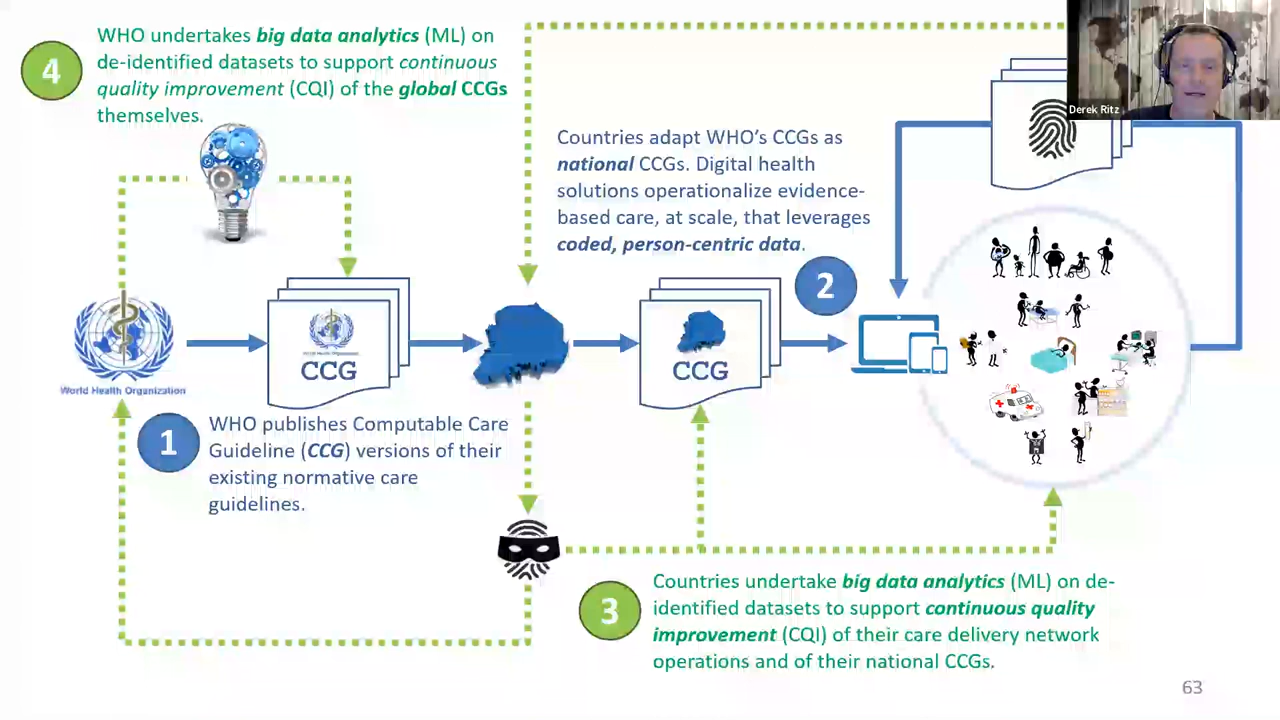 4
WHO undertakes big data analytics (ML) on
de-identified datasets to support continuous
quality improvement (CQI) of the global CCGs
themselves.
Derek Ritz
Countries adapt WHO's CCGs as
national CCGs. Digital health
solutions operationalize evidence-
based care, at scale, that leverages
coded, person-centric data.
2
World Health Organization
World Health Organization
CCG
CCG
1
WHO publishes Computable Care
Guideline (CCG) versions of their
existing normative care
guidelines.
3
Countries undertake big data analytics (ML) on de-
identified datasets to support continuous quality
improvement (CQI) of their care delivery network
operations and of their national CCGs.
63